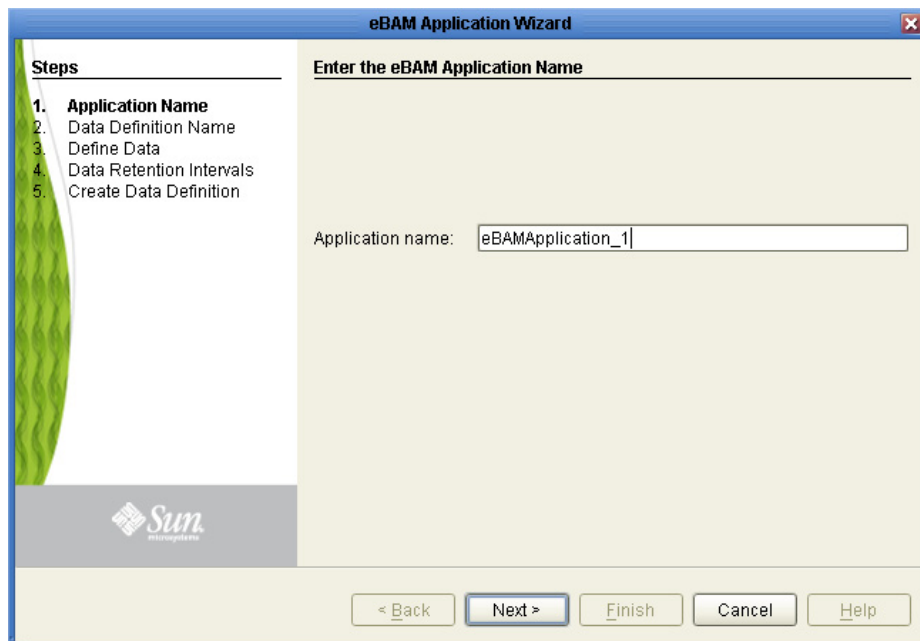 eBAM Application Wizard
Steps
1. Application Name
2. Data Definition Name
3. Define Data
4. Data Retention Intervals
5. Create Data Definition
Enter the eBAM Application Name
Application name: eBAMApplication_1
Sun
microsystems
< Back
Next >
Finish
Cancel
Help